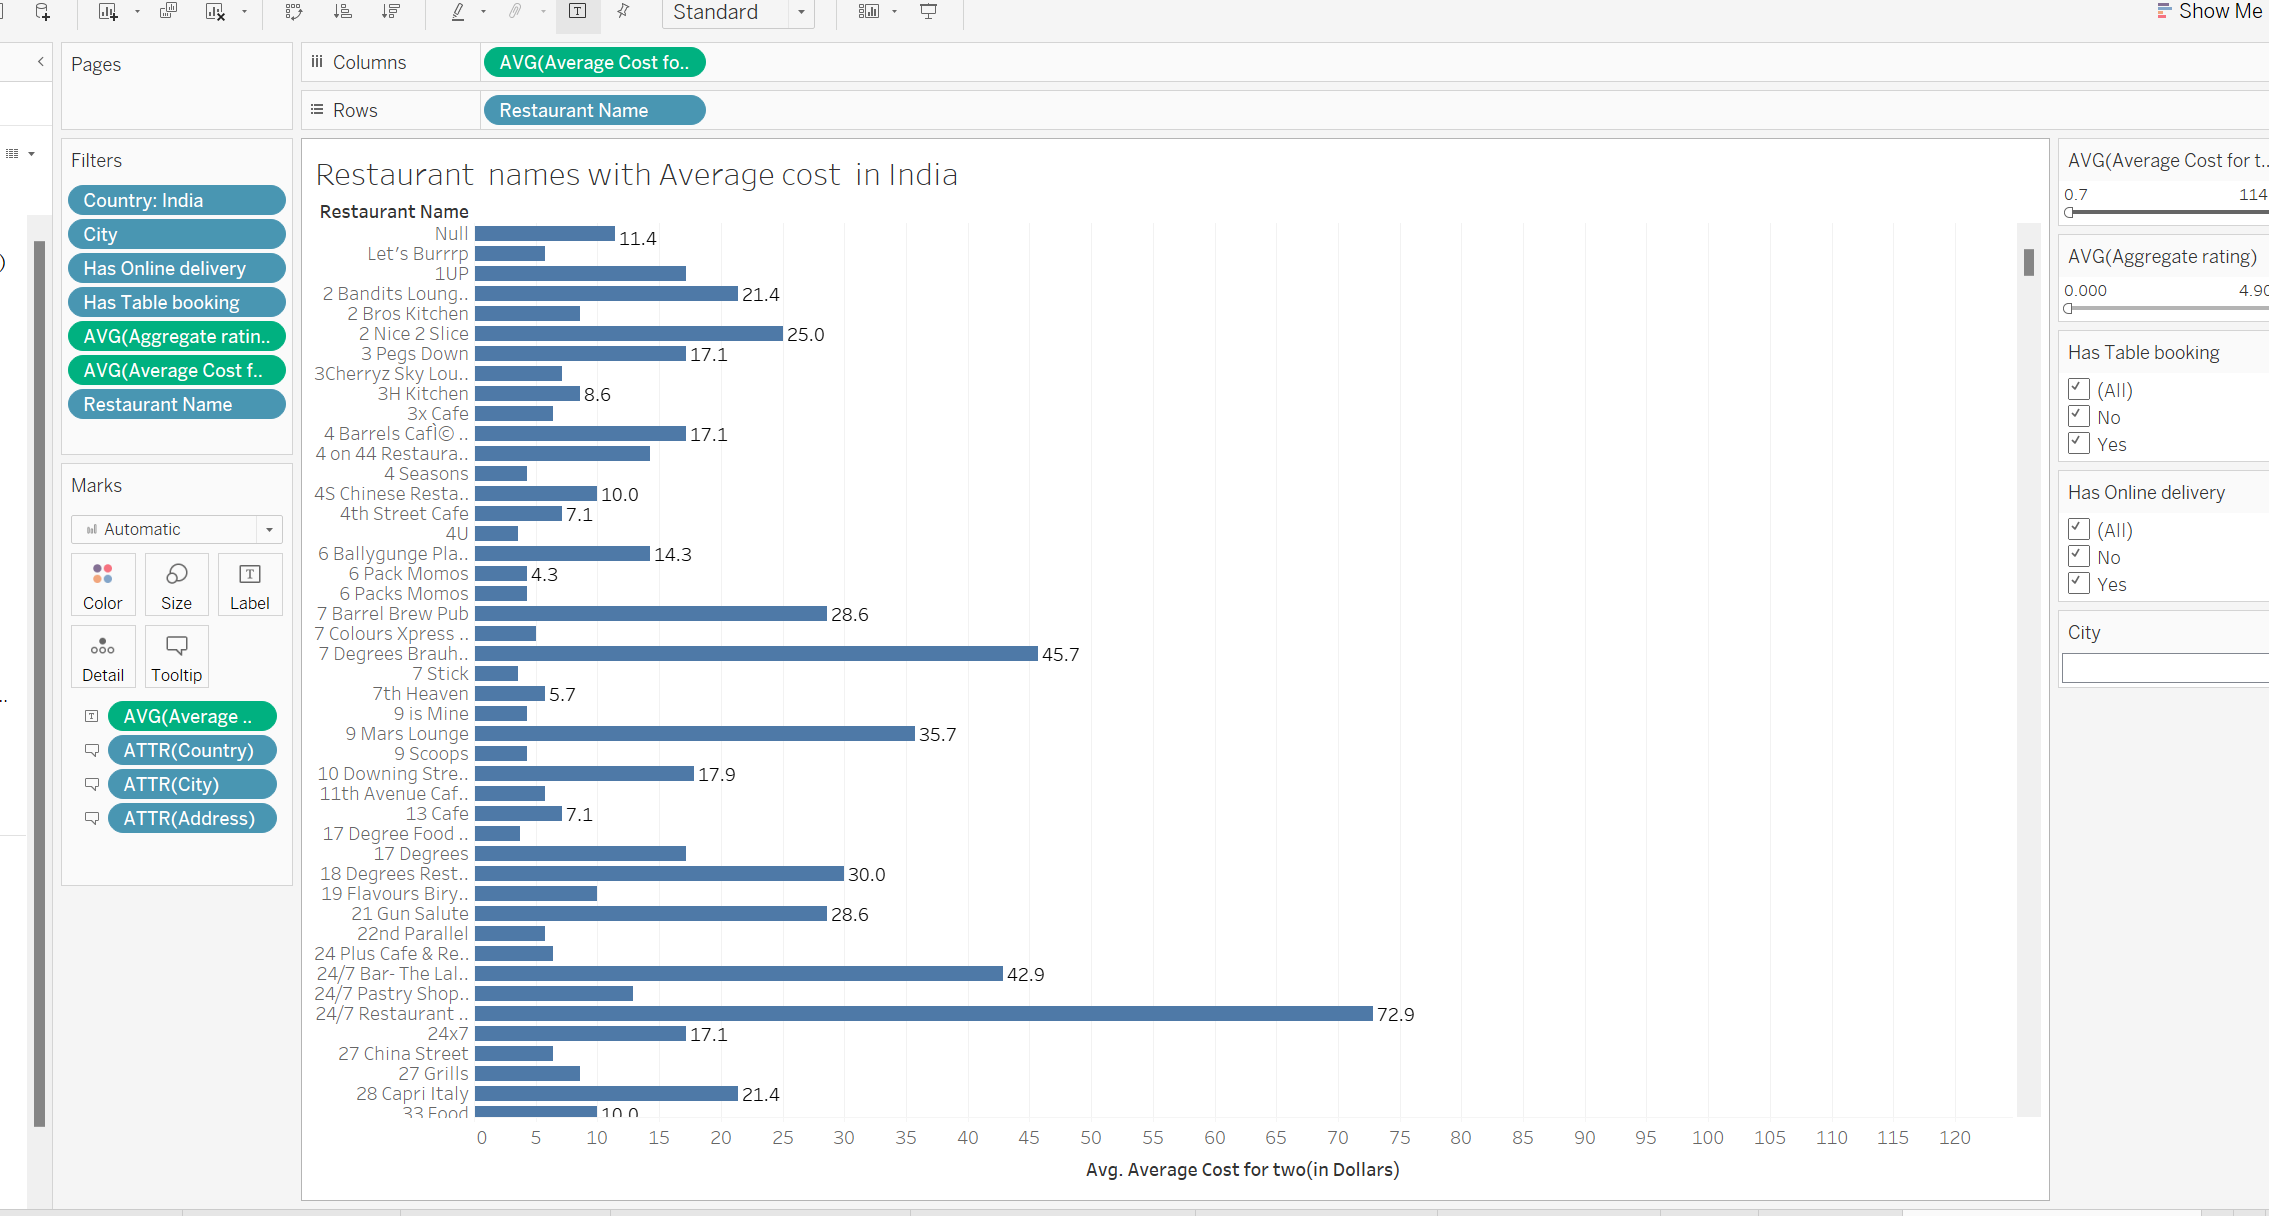 Standard
Show Me
Pages
Columns
AVG(Average Cost fo..
Rows
Restaurant Name
Filters
Country: India
City
Has Online delivery
Has Table booking
AVG(Aggregate ratin..
AVG(Average Cost f..
Restaurant Name
Marks
Automatic
Color
Size
Label
Detail
Tooltip
AVG(Average ..
ATTR(Country)
ATTR(City)
ATTR(Address)
Restaurant names with Average cost in India
Restaurant Name
Null 11.4
Let's Burrrp
1UP
2 Bandits Loung.. 21.4
2 Bros Kitchen
2 Nice 2 Slice 25.0
3 Pegs Down 17.1
3Cherryz Sky Lou..
3H Kitchen 8.6
3x Cafe
4 Barrels CafÌ© .. 17.1
4 on 44 Restaura..
4 Seasons
4S Chinese Resta.. 10.0
4th Street Cafe 7.1
4U
6 Ballygunge Pla.. 14.3
6 Pack Momos 4.3
6 Packs Momos
7 Barrel Brew Pub 28.6
7 Colours Xpress ..
7 Degrees Brauh.. 45.7
7 Stick
7th Heaven 5.7
9 is Mine
9 Mars Lounge 35.7
9 Scoops
10 Downing Stre.. 17.9
11th Avenue Caf..
13 Cafe 7.1
17 Degree Food ..
17 Degrees
18 Degrees Rest.. 30.0
19 Flavours Biry..
21 Gun Salute 28.6
22nd Parallel
24 Plus Cafe & Re..
24/7 Bar- The Lal.. 42.9
24/7 Pastry Shop..
24/7 Restaurant .. 72.9
24x7 17.1
27 China Street
27 Grills
28 Capri Italy 21.4
33 Food 10.0
0 5 10 15 20 25 30 35 40 45 50 55 60 65 70 75 80 85 90 95 100 105 110 115 120
Avg. Average Cost for two(in Dollars)
AVG(Average Cost for t..
0.7 114
AVG(Aggregate rating)
0.000 4.90
Has Table booking
(All)
No
Yes
Has Online delivery
(All)
No
Yes
City